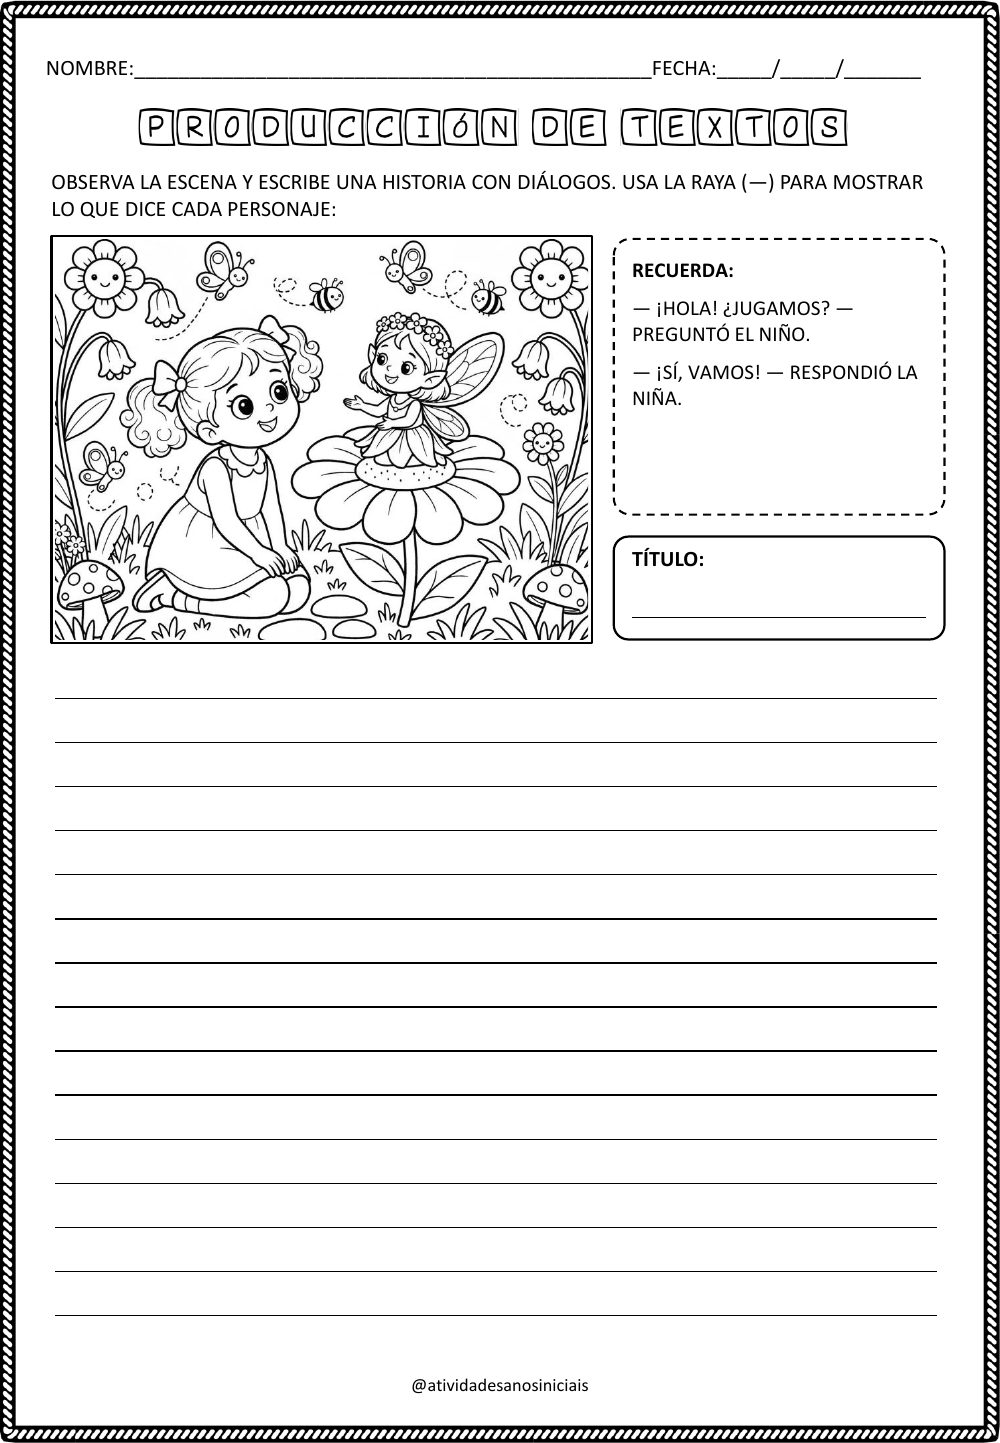 NOMBRE:_______________________________________________FECHA:_____/_____/_______
PRODUCCIÓN DE TEXTOS
OBSERVA LA ESCENA Y ESCRIBE UNA HISTORIA CON DIÁLOGOS. USA LA RAYA (—) PARA MOSTRAR
LO QUE DICE CADA PERSONAJE:
RECUERDA:
— ¡HOLA! ¿JUGAMOS? —
PREGUNTÓ EL NIÑO.
— ¡SÍ, VAMOS! — RESPONDIÓ LA
NIÑA.
TÍTULO:
@atividadesanosiniciais